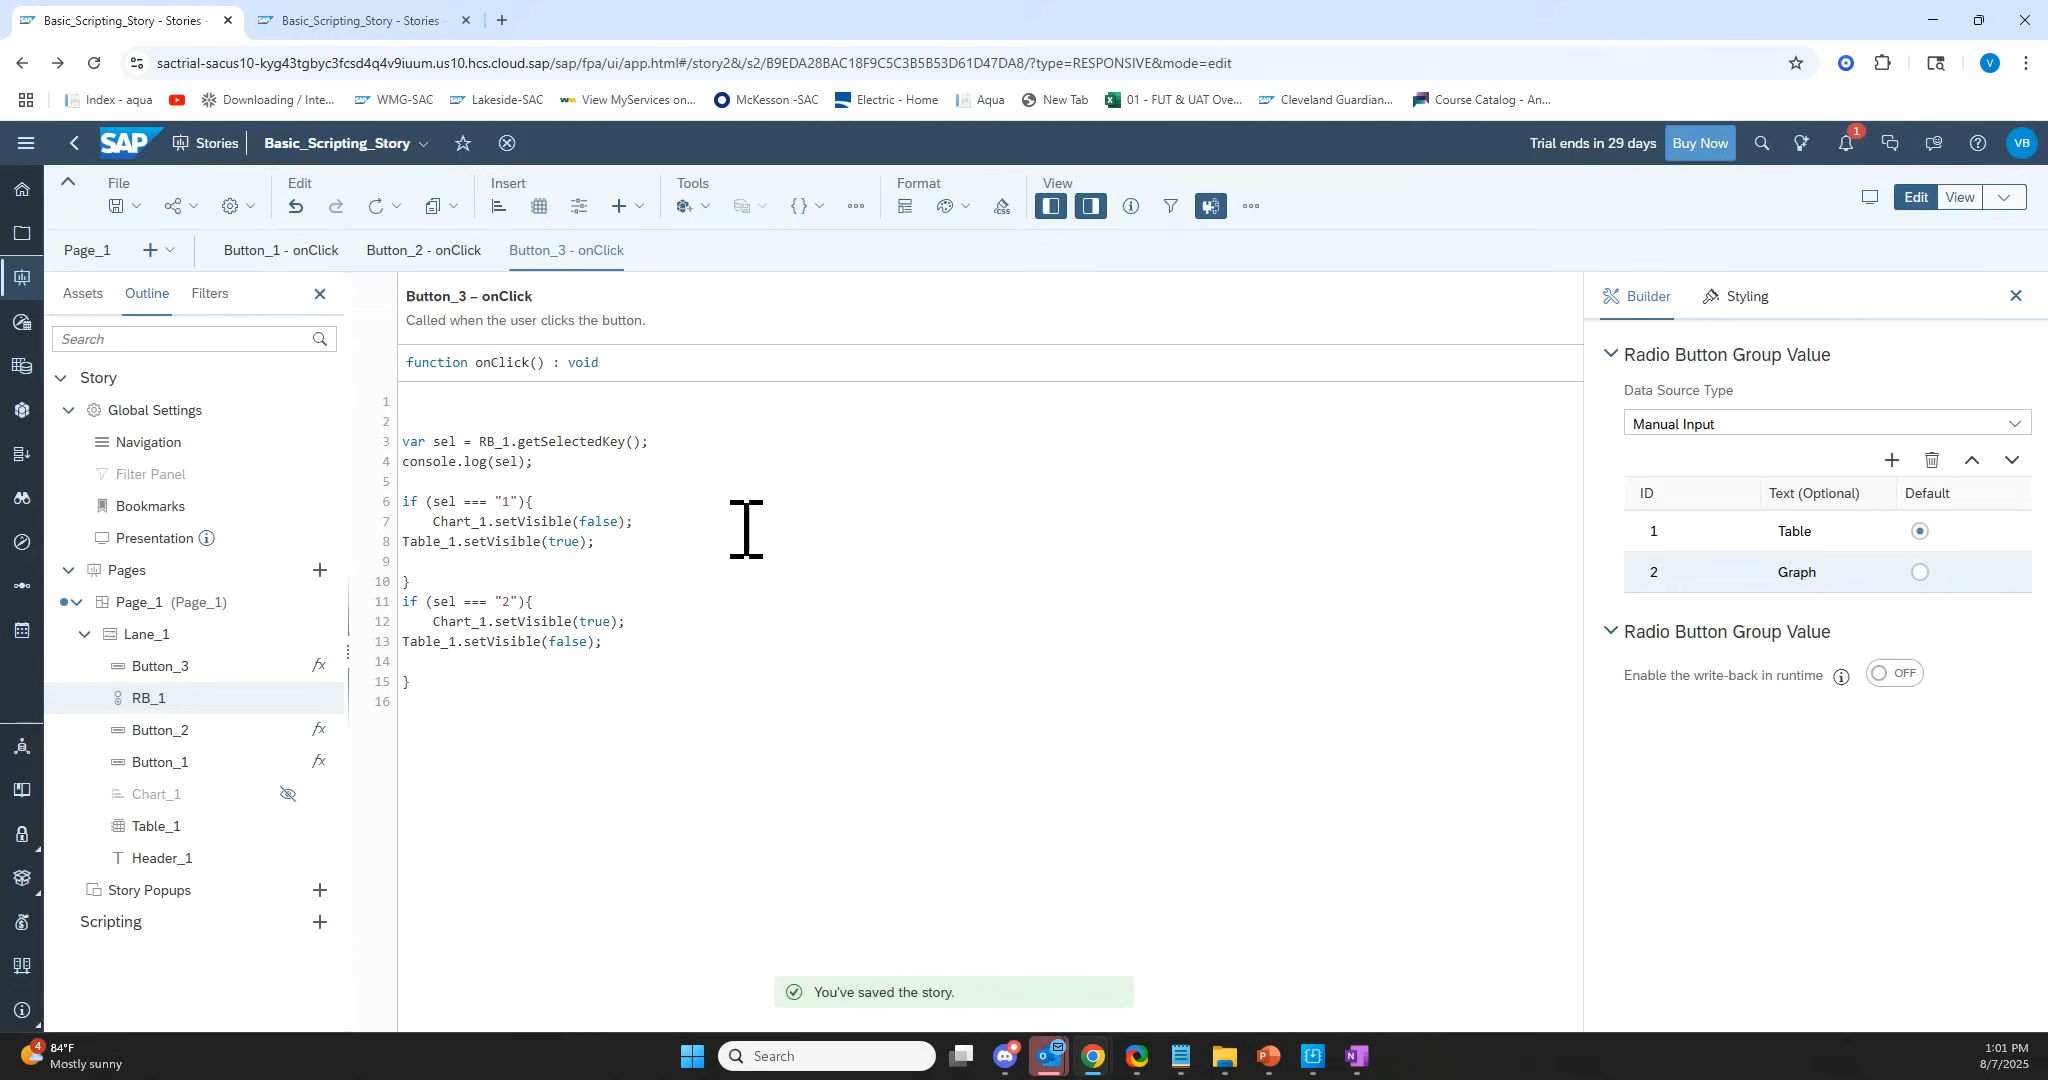 Basic_Scripting_Story - Stories -
Basic_Scripting_Story - Stories
sactrial-sacus10-kyg43tgbyc3fcsd4q4v9iuum.us10.hcs.cloud.sap/sap/fpa/ui/app.html#/story2&/s2/B9EDA28BAC18F9C5C3B5B53D61D47DA8/?type=RESPONSIVE&mode=edit
V
Index - aqua
Downloading / Inte...
WMG-SAC
Lakeside-SAC
View MyServices on...
McKesson -SAC
Electric - Home
Aqua
New Tab
01 - FUT & UAT Ove...
Cleveland Guardian...
Course Catalog - An...
SAP
Stories
Basic_Scripting_Story
Trial ends in 29 days
Buy Now
1
VB
File
Edit
Insert
Tools
Format
View
Edit
View
Page_1
Button_1 - onClick
Button_2 - onClick
Button_3 - onClick
Assets
Outline
Filters
Search
Story
Global Settings
Navigation
Filter Panel
Bookmarks
Presentation
Pages
Page_1 (Page_1)
Lane_1
Button_3
RB_1
Button_2
Button_1
Chart_1
Table_1
Header_1
Story Popups
Scripting
Button_3 – onClick
Called when the user clicks the button.
function onClick() : void
1
2
3 var sel = RB_1.getSelectedKey();
4 console.log(sel);
5
6 if (sel === "1"){
7 Chart_1.setVisible(false);
8 Table_1.setVisible(true);
9
10 }
11 if (sel === "2"){
12 Chart_1.setVisible(true);
13 Table_1.setVisible(false);
14
15 }
16
You've saved the story.
Builder
Styling
Radio Button Group Value
Data Source Type
Manual Input
ID Text (Optional) Default
1 Table
2 Graph
Radio Button Group Value
Enable the write-back in runtime
OFF
4
84°F
Mostly sunny
Search
1:01 PM
8/7/2025